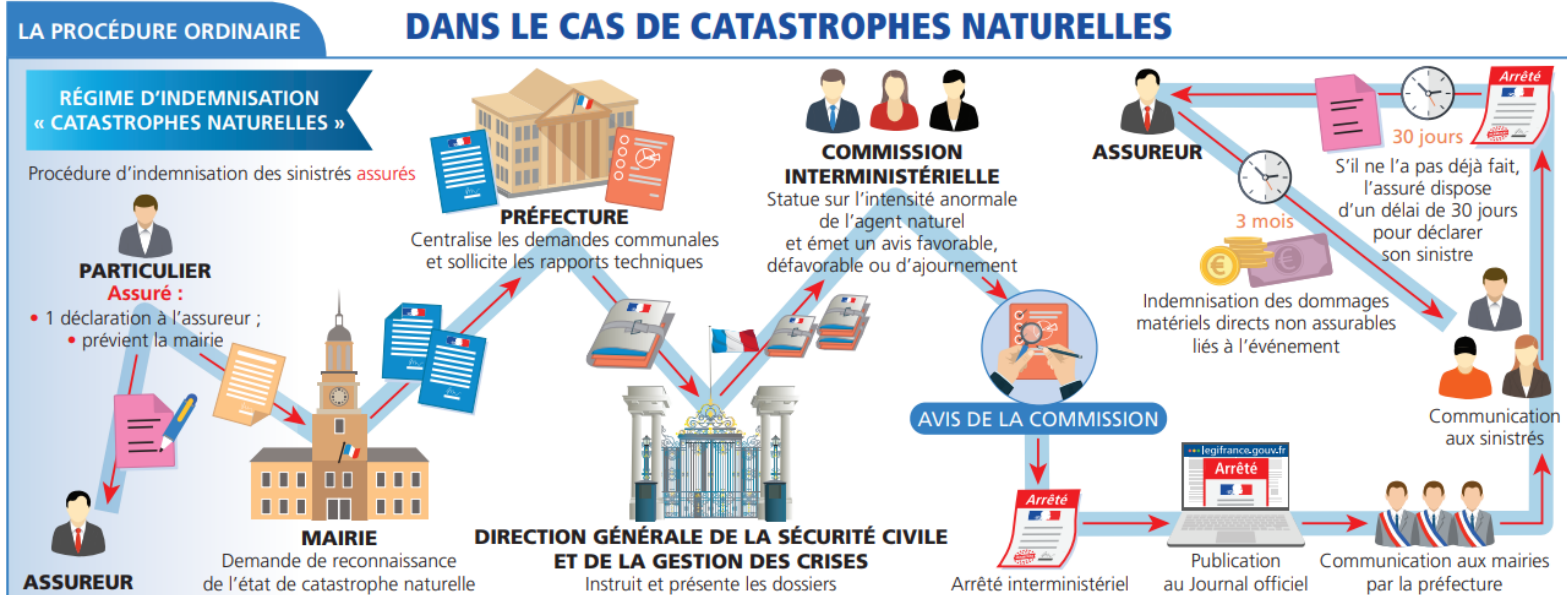 LA PROCÉDURE ORDINAIRE
DANS LE CAS DE CATASTROPHES NATURELLES
RÉGIME D’INDEMNISATION
« CATASTROPHES NATURELLES »
Procédure d’indemnisation des sinistrés assurés
PARTICULIER
Assuré :
• 1 déclaration à l’assureur ;
• prévient la mairie
ASSUREUR
MAIRIE
Demande de reconnaissance
de l’état de catastrophe naturelle
PRÉFECTURE
Centralise les demandes communales
et sollicite les rapports techniques
DIRECTION GÉNÉRALE DE LA SÉCURITÉ CIVILE
ET DE LA GESTION DES CRISES
Instruit et présente les dossiers
COMMISSION
INTERMINISTÉRIELLE
Statue sur l’intensité anormale
de l’agent naturel
et émet un avis favorable,
défavorable ou d’ajournement
AVIS DE LA COMMISSION
Arrêté
Arrêté interministériel
legifrance.gouv.fr
Arrêté
Publication
au Journal officiel
Communication aux mairies
par la préfecture
Communication
aux sinistrés
Arrêté
30 jours
S’il ne l’a pas déjà fait,
l’assuré dispose
d’un délai de 30 jours
pour déclarer
son sinistre
ASSUREUR
3 mois
Indemnisation des dommages
matériels directs non assurables
liés à l’événement